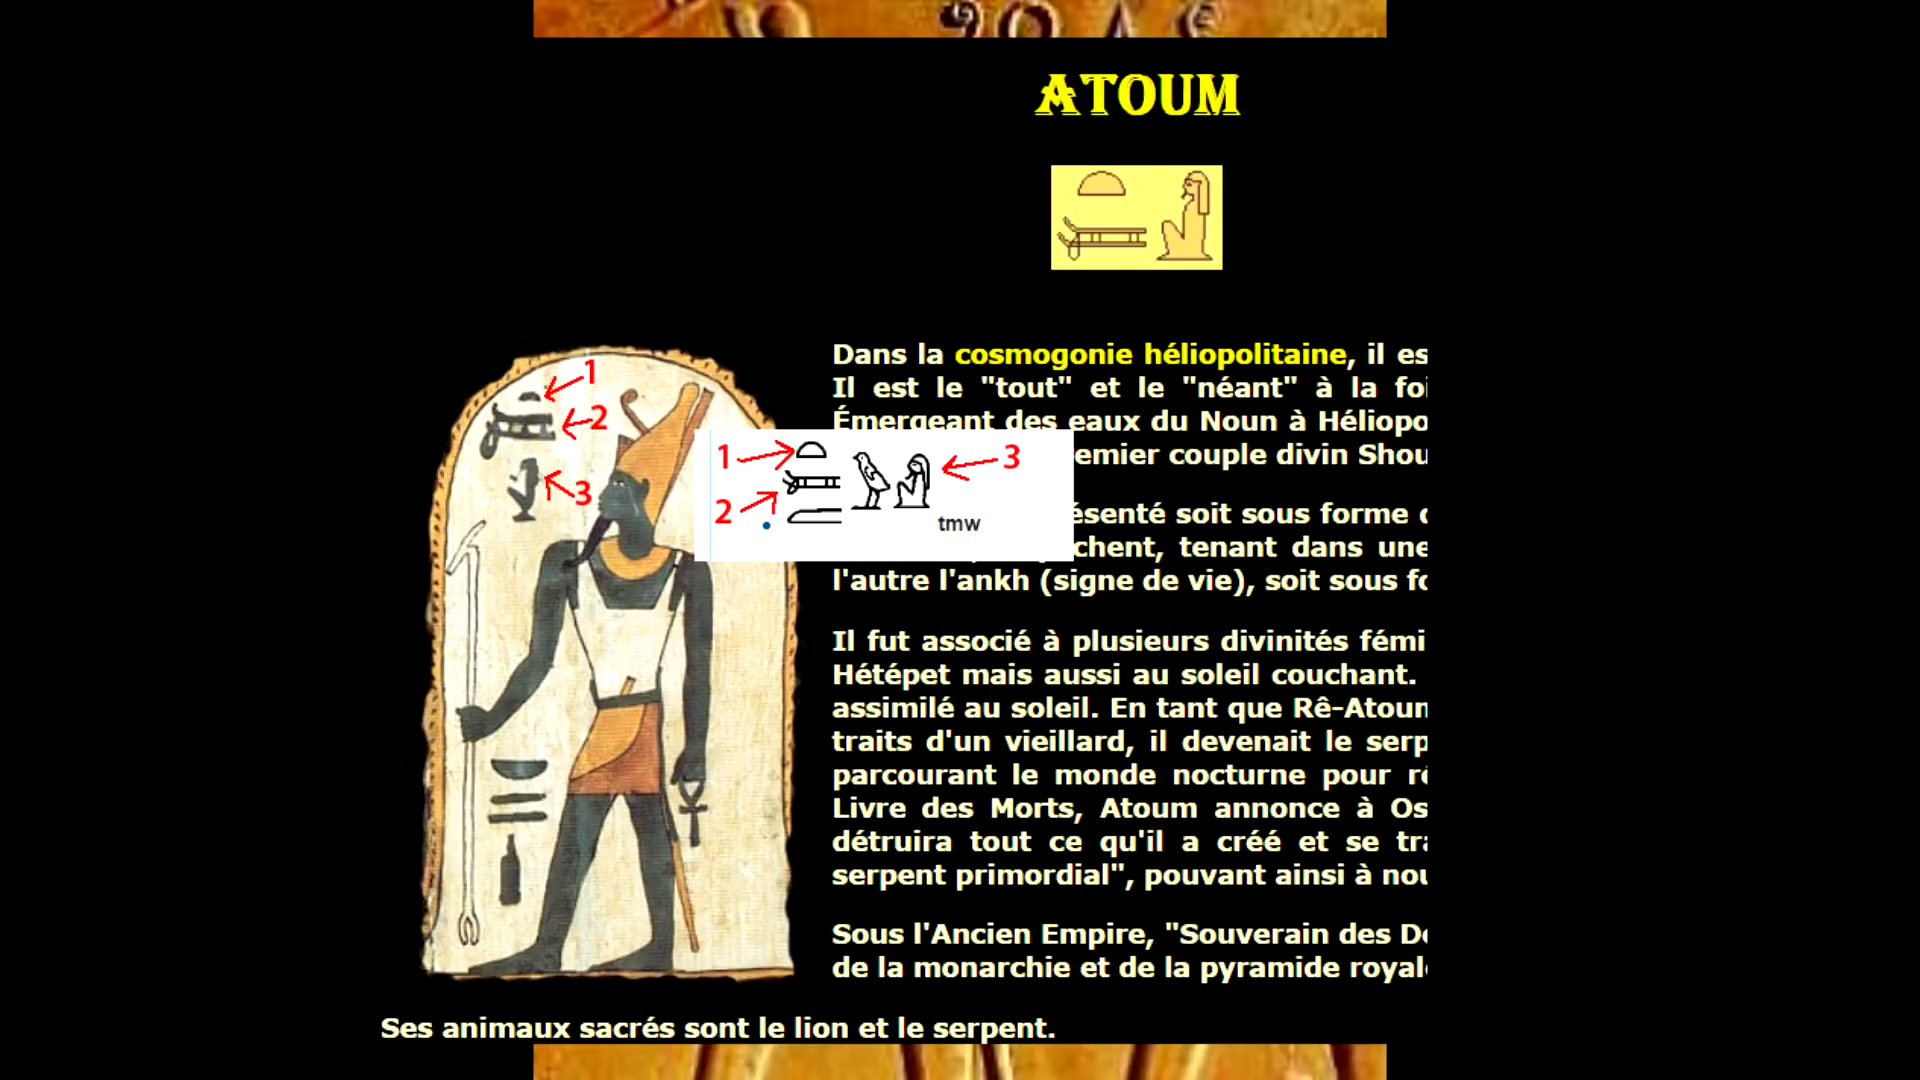 ATOUM
Dans la cosmogonie héliopolitaine, il es
Il est le "tout" et le "néant" à la foi
Émergeant des eaux du Noun à Héliopo
emier couple divin Shou
ésenté soit sous forme
chent, tenant dans une
l'autre l'ankh (signe de vie), soit sous fo
Il fut associé à plusieurs divinités fémi
Hétépet mais aussi au soleil couchant.
assimilé au soleil. En tant que Rê-Atoum
traits d'un vieillard, il devenait le serp
parcourant le monde nocturne pour re
Livre des Morts, Atoum annonce à Os
détruira tout ce qu'il a créé et se tra
serpent primordial", pouvant ainsi à nou
Sous l'Ancien Empire, "Souverain des De
de la monarchie et de la pyramide royal
Ses animaux sacrés sont le lion et le serpent.
1
2
3
1
2
3
tmw